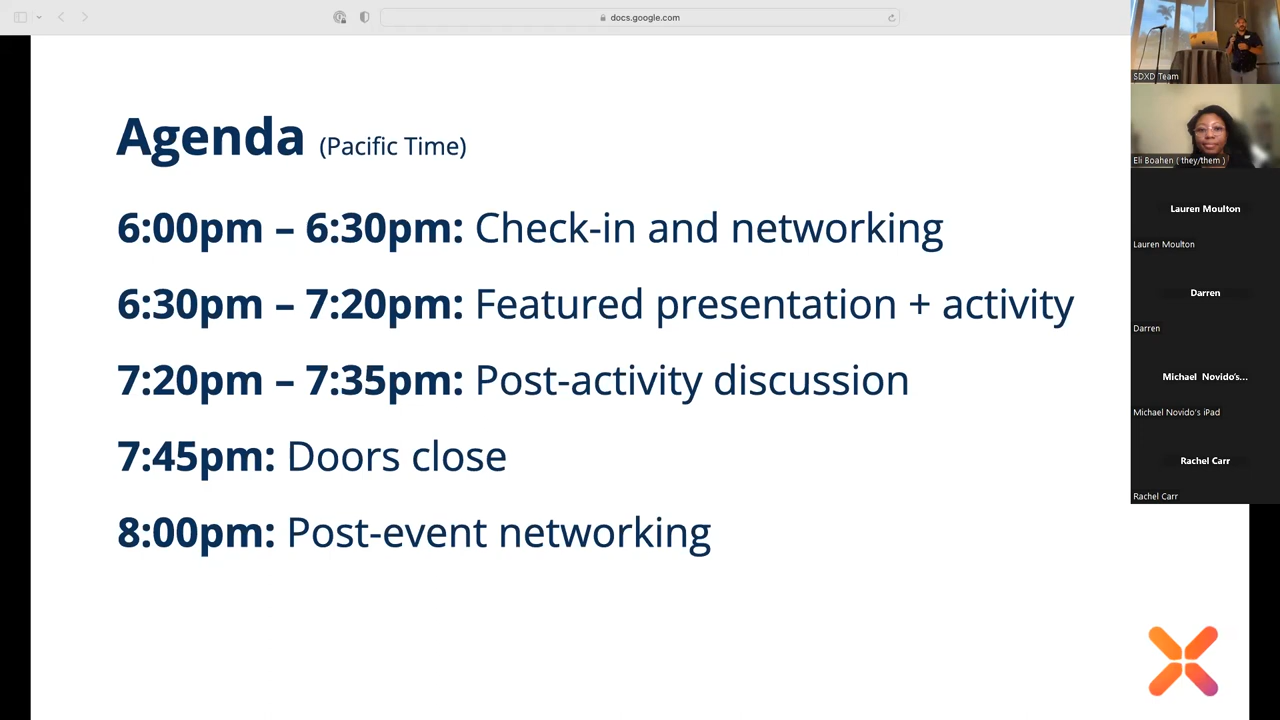 docs.google.com
Agenda (Pacific Time)
6:00pm – 6:30pm: Check-in and networking
6:30pm – 7:20pm: Featured presentation + activity
7:20pm – 7:35pm: Post-activity discussion
7:45pm: Doors close
8:00pm: Post-event networking
SDXD Team
Eli Boahen ( they/them )
Lauren Moulton
Lauren Moulton
Darren
Darren
Michael Novido's...
Michael Novido's iPad
Rachel Carr
Rachel Carr